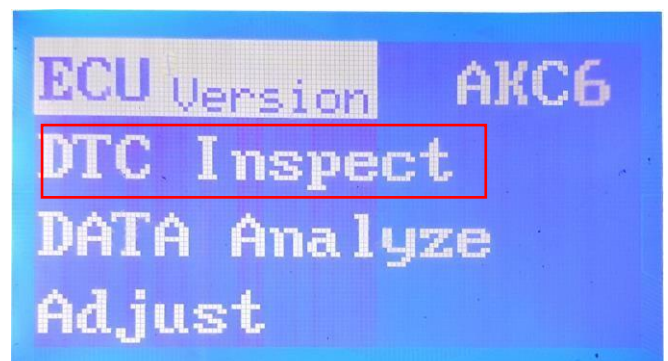 ECU Version AKC6
DTC Inspect
DATA Analyze
Adjust